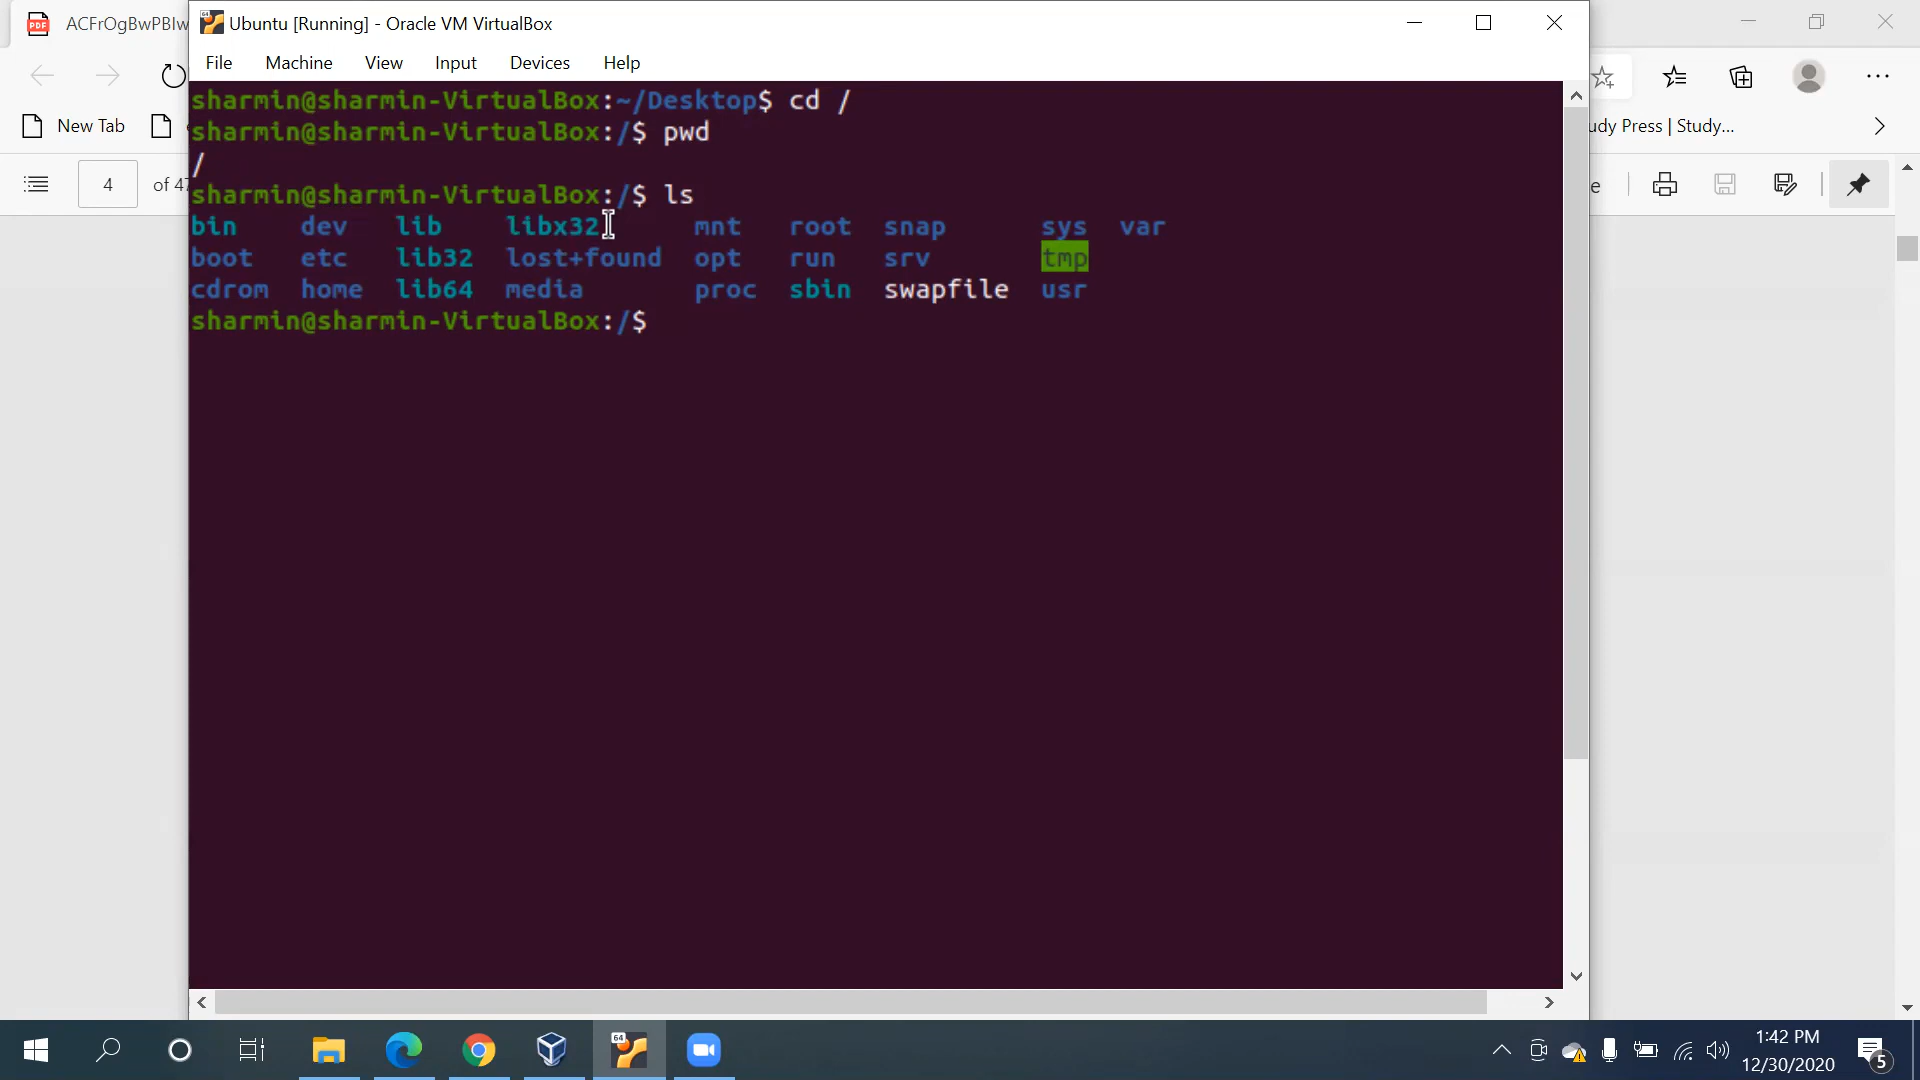 ACFrOgBwPBIw
Ubuntu [Running] - Oracle VM VirtualBox
File Machine View Input Devices Help
New Tab
udy Press | Study...
4 of 47
sharmin@sharmin-VirtualBox:~/Desktop$ cd /
sharmin@sharmin-VirtualBox:/$ pwd
/
sharmin@sharmin-VirtualBox:/$ ls
bin dev lib libx32 mnt root snap sys var
boot etc lib32 lost+found opt run srv tmp
cdrom home lib64 media proc sbin swapfile usr
sharmin@sharmin-VirtualBox:/$
1:42 PM
12/30/2020
5